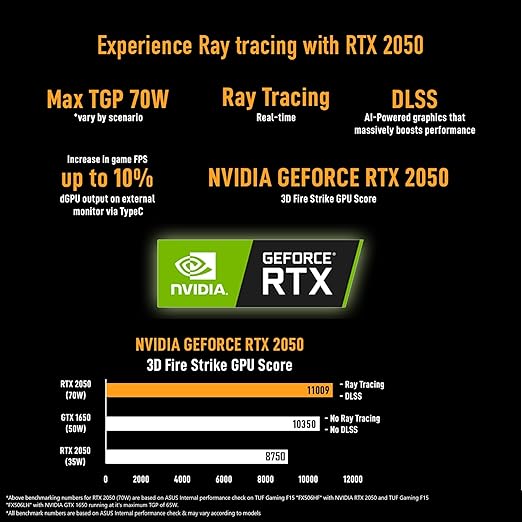 Experience Ray tracing with RTX 2050
Max TGP 70W
*vary by scenario
Ray Tracing
Real-time
DLSS
AI-Powered graphics that
massively boosts performance
Increase in game FPS
up to 10%
dGPU output on external
monitor via TypeC
NVIDIA GEFORCE RTX 2050
3D Fire Strike GPU Score
NVIDIA.
GEFORCE®
RTX
NVIDIA GEFORCE RTX 2050
3D Fire Strike GPU Score
RTX 2050
(70W)
11009
- Ray Tracing
- DLSS
GTX 1650
(50W)
10350
- No Ray Tracing
- No DLSS
RTX 2050
(35W)
8750
0 2000 4000 6000 8000 10000 12000
*Above benchmarking numbers for RTX 2050 (70W) are based on ASUS Internal performance check on TUF Gaming F15 "FX506HF" with NVIDIA RTX 2050 and TUF Gaming F15
"FX506LH" with NVIDIA GTX 1650 running at it's maximum TGP of 65W.
*All benchmarking numbers are based on ASUS Internal performance check & may vary according to models